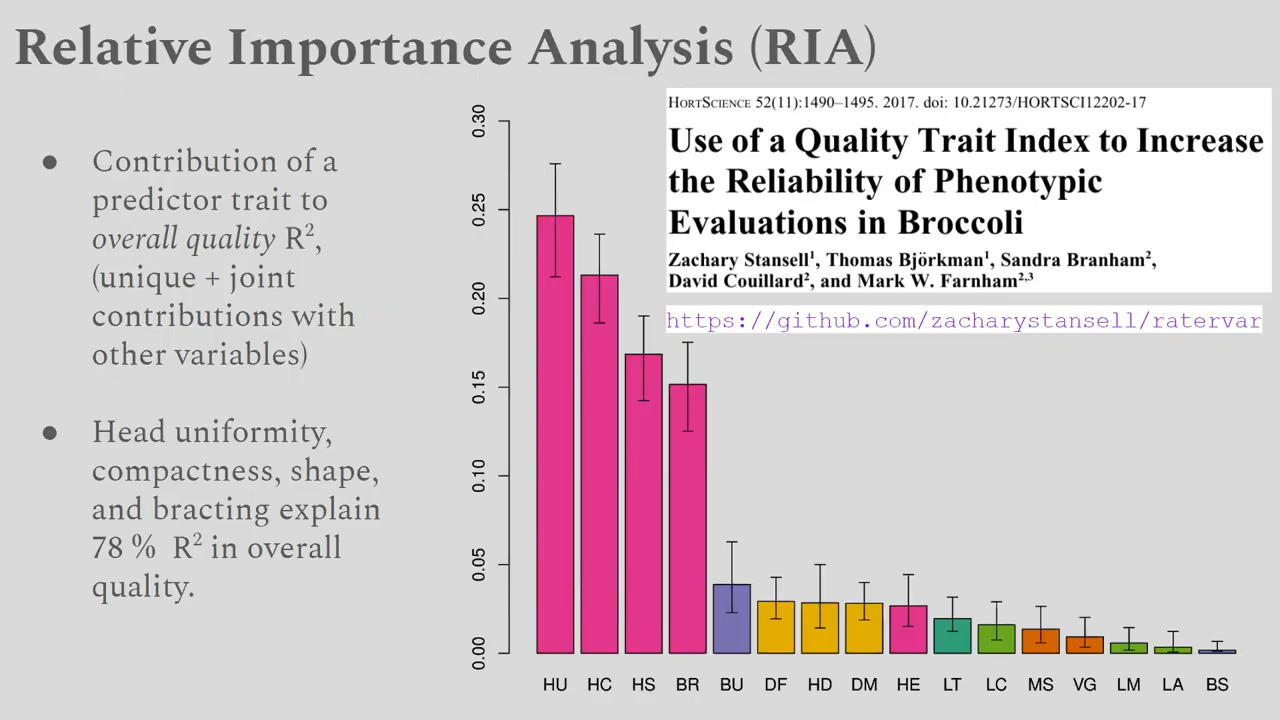 Relative Importance Analysis (RIA)
● Contribution of a
predictor trait to
overall quality R²,
(unique + joint
contributions with
other variables)
● Head uniformity,
compactness, shape,
and bracting explain
78 % R² in overall
quality.
HORTSCIENCE 52(11):1490–1495. 2017. doi: 10.21273/HORTSCI12202-17
Use of a Quality Trait Index to Increase
the Reliability of Phenotypic
Evaluations in Broccoli
Zachary Stansell¹, Thomas Björkman¹, Sandra Branham²,
David Couillard², and Mark W. Farnham²,³
https://github.com/zacharystansell/ratervar
0.30
0.25
0.20
0.15
0.10
0.05
0.00
HU HC HS BR BU DF HD DM HE LT LC MS VG LM LA BS